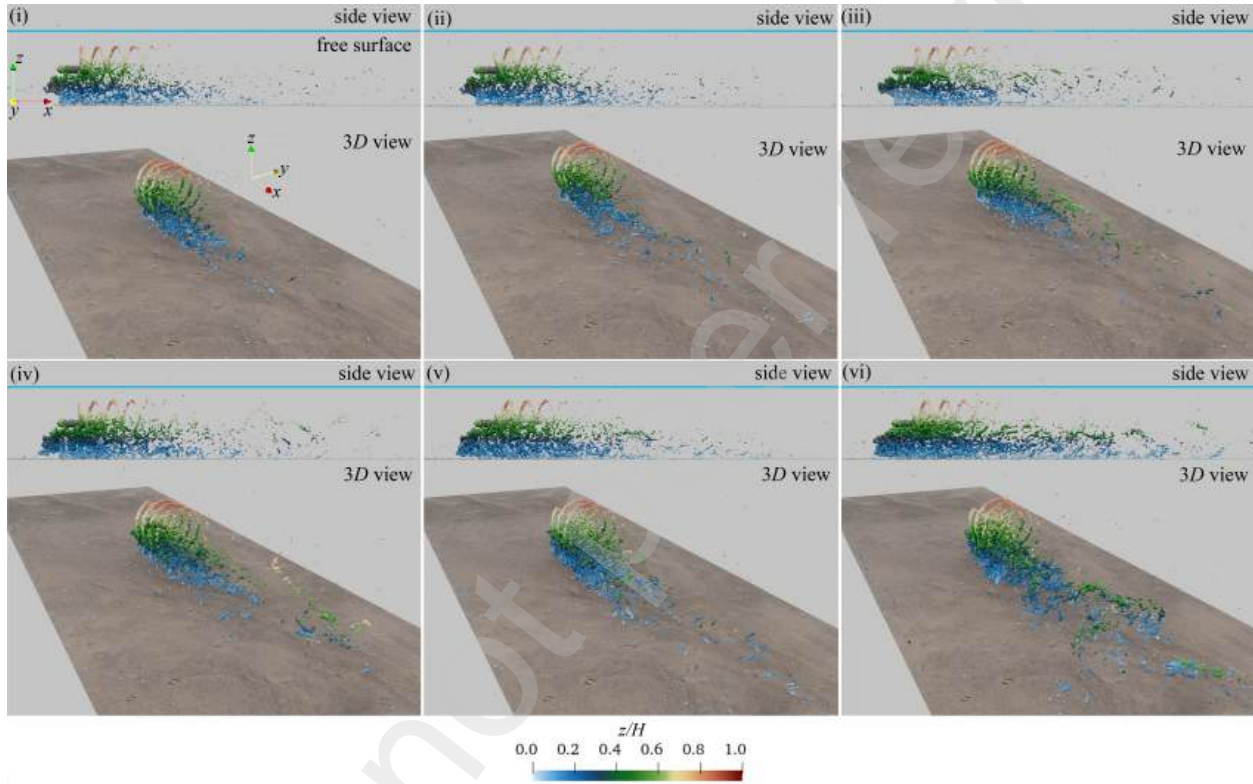 (i) side view
free surface
z
y x
3D view
z
y
x
(ii) side view
3D view
(iii) side view
3D view
(iv) side view
3D view
(v) side view
3D view
(vi) side view
3D view
z/H
0.0 0.2 0.4 0.6 0.8 1.0